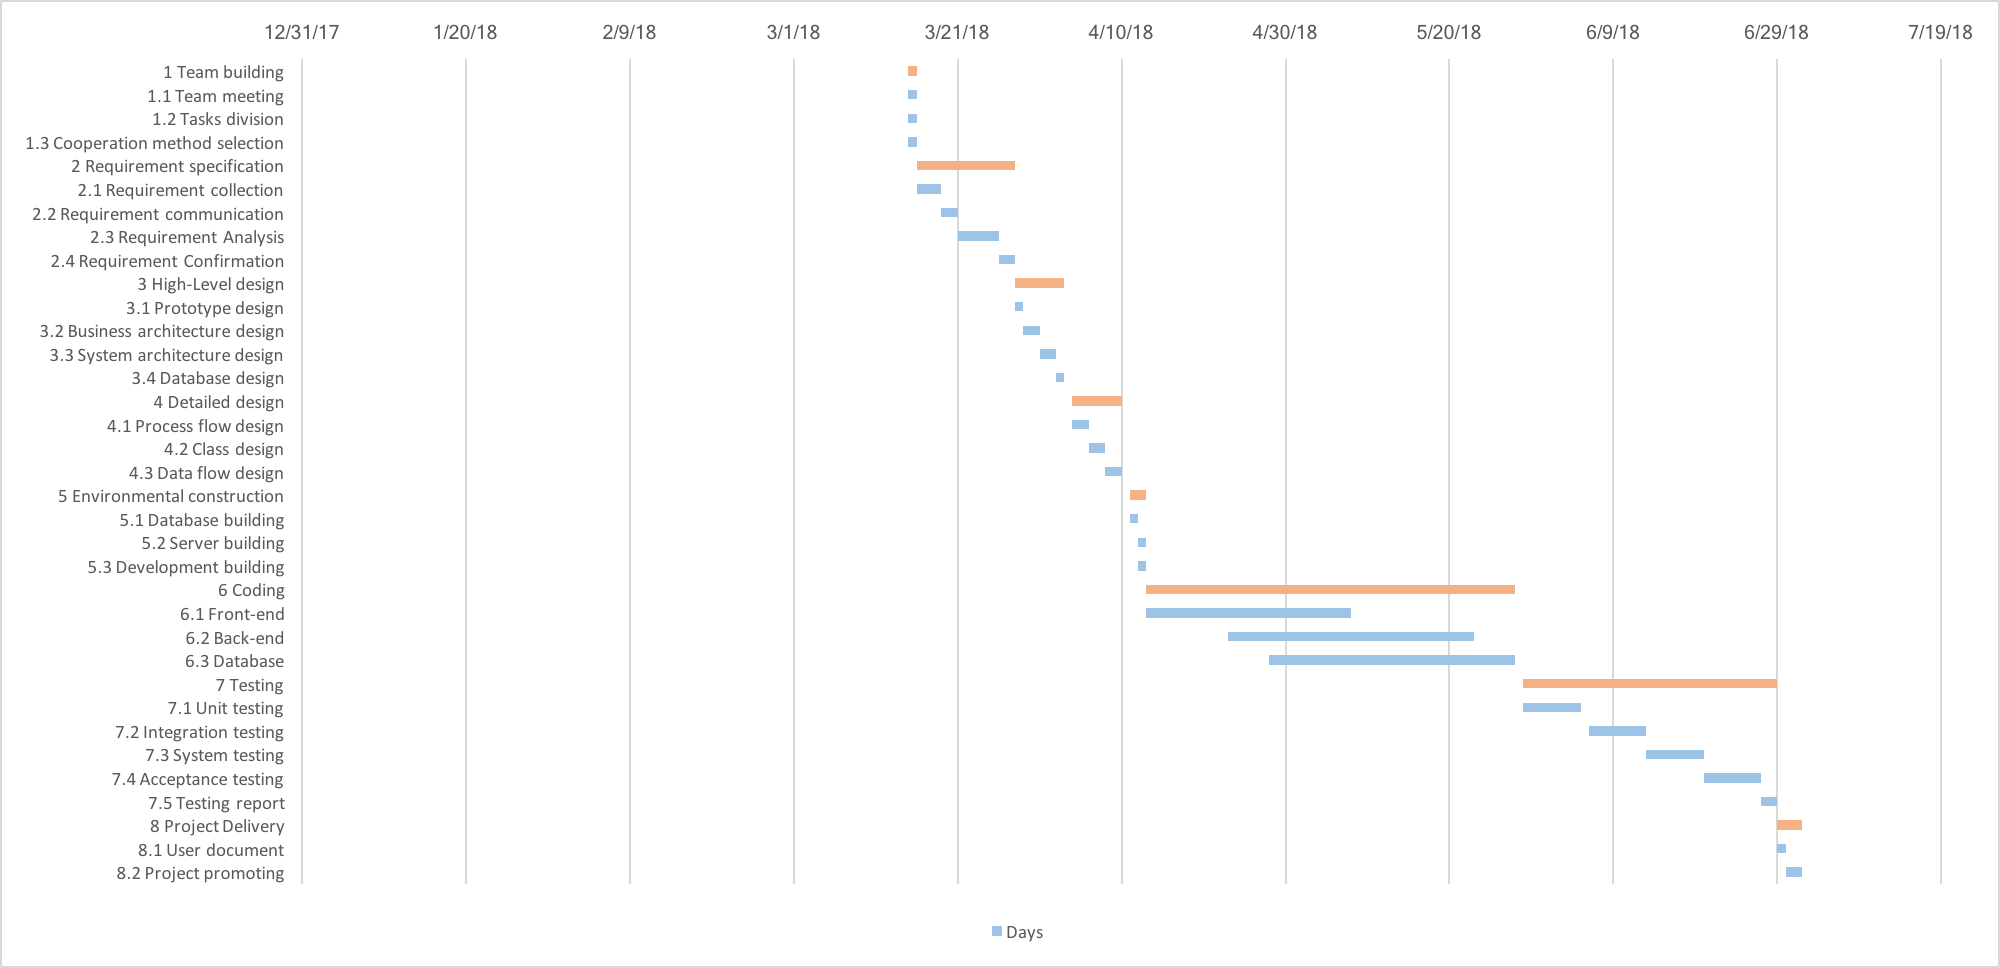 12/31/17 1/20/18 2/9/18 3/1/18 3/21/18 4/10/18 4/30/18 5/20/18 6/9/18 6/29/18 7/19/18
1 Team building
1.1 Team meeting
1.2 Tasks division
1.3 Cooperation method selection
2 Requirement specification
2.1 Requirement collection
2.2 Requirement communication
2.3 Requirement Analysis
2.4 Requirement Confirmation
3 High-Level design
3.1 Prototype design
3.2 Business architecture design
3.3 System architecture design
3.4 Database design
4 Detailed design
4.1 Process flow design
4.2 Class design
4.3 Data flow design
5 Environmental construction
5.1 Database building
5.2 Server building
5.3 Development building
6 Coding
6.1 Front-end
6.2 Back-end
6.3 Database
7 Testing
7.1 Unit testing
7.2 Integration testing
7.3 System testing
7.4 Acceptance testing
7.5 Testing report
8 Project Delivery
8.1 User document
8.2 Project promoting
Days